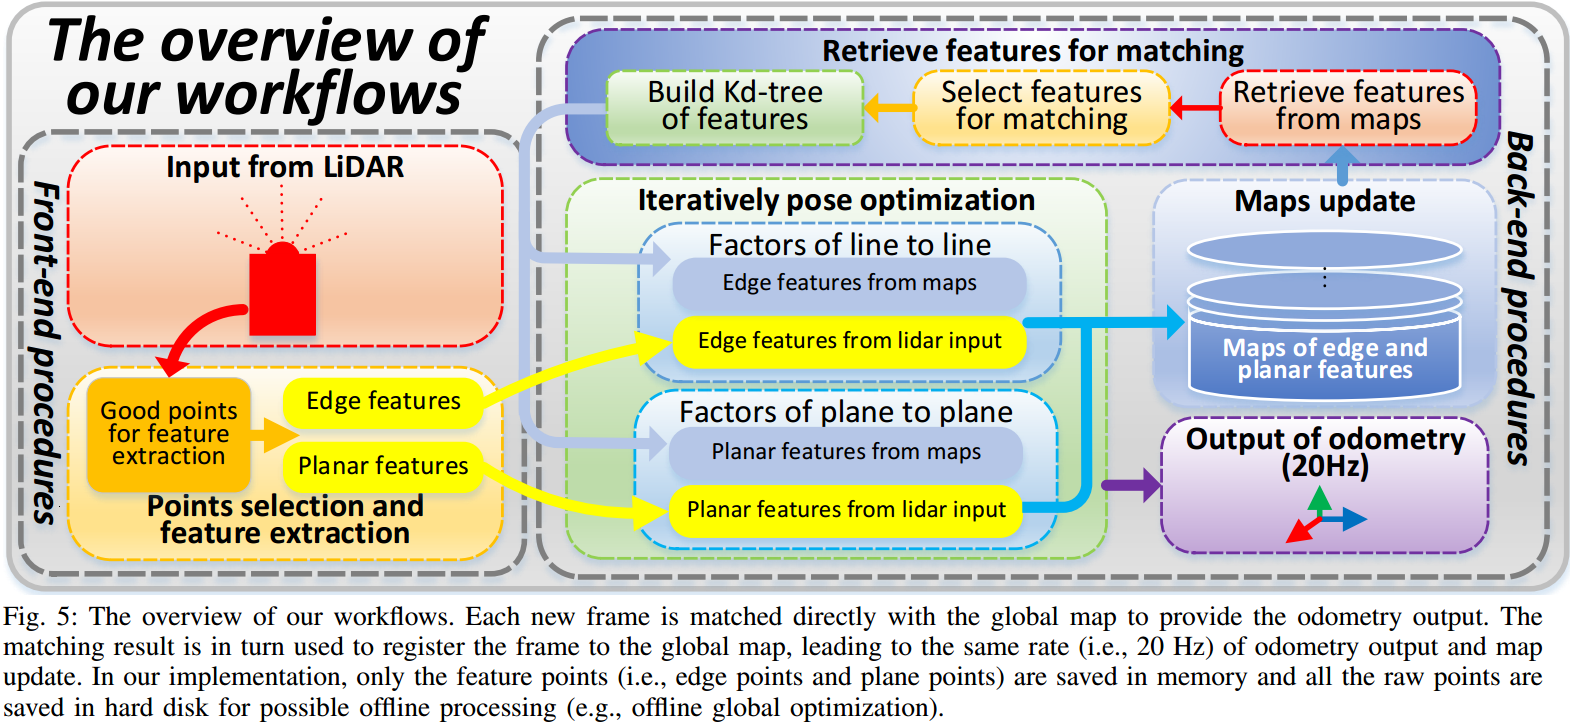 The overview of
our workflows
Front-end procedures
Input from LiDAR
Good points
for feature
extraction
Edge features
Planar features
Points selection and
feature extraction
Back-end procedures
Retrieve features for matching
Build Kd-tree
of features
Select features
for matching
Retrieve features
from maps
Iteratively pose optimization
Factors of line to line
Edge features from maps
Edge features from lidar input
Factors of plane to plane
Planar features from maps
Planar features from lidar input
Maps update
Maps of edge and
planar features
Output of odometry
(20Hz)
Fig. 5: The overview of our workflows. Each new frame is matched directly with the global map to provide the odometry output. The
matching result is in turn used to register the frame to the global map, leading to the same rate (i.e., 20 Hz) of odometry output and map
update. In our implementation, only the feature points (i.e., edge points and plane points) are saved in memory and all the raw points are
saved in hard disk for possible offline processing (e.g., offline global optimization).